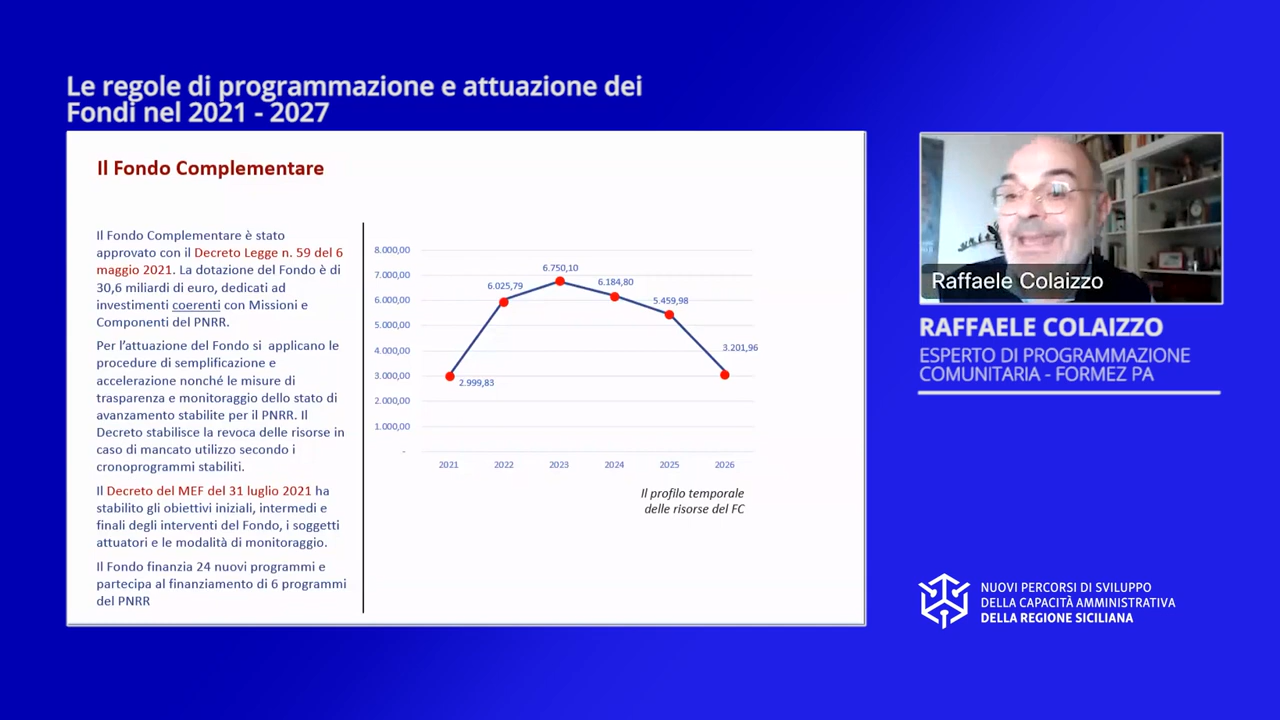 Le regole di programmazione e attuazione dei
Fondi nel 2021 - 2027
Il Fondo Complementare
Il Fondo Complementare è stato
approvato con il Decreto Legge n. 59 del 6
maggio 2021. La dotazione del Fondo è di
30,6 miliardi di euro, dedicati ad
investimenti coerenti con Missioni e
Componenti del PNRR.
Per l'attuazione del Fondo si applicano le
procedure di semplificazione e
accelerazione nonché le misure di
trasparenza e monitoraggio dello stato di
avanzamento stabilite per il PNRR. Il
Decreto stabilisce la revoca delle risorse in
caso di mancato utilizzo secondo i
cronoprogrammi stabiliti.
Il Decreto del MEF del 31 luglio 2021 ha
stabilito gli obiettivi iniziali, intermedi e
finali degli interventi del Fondo, i soggetti
attuatori e le modalità di monitoraggio.
Il Fondo finanzia 24 nuovi programmi e
partecipa al finanziamento di 6 programmi
del PNRR
8.000,00
7.000,00
6.000,00
5.000,00
4.000,00
3.000,00
2.000,00
1.000,00
-
2.999,83
6.025,79
6.750,10
6.184,80
5.459,98
3.201,96
2021 2022 2023 2024 2025 2026
Il profilo temporale
delle risorse del FC
Raffaele Colaizzo
RAFFAELE COLAIZZO
ESPERTO DI PROGRAMMAZIONE
COMUNITARIA - FORMEZ PA
NUOVI PERCORSI DI SVILUPPO
DELLA CAPACITÀ AMMINISTRATIVA
DELLA REGIONE SICILIANA